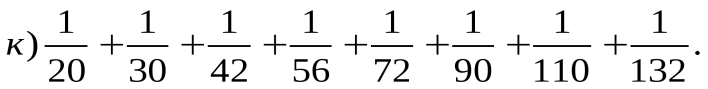 к) 1/20 + 1/30 + 1/42 + 1/56 + 1/72 + 1/90 + 1/110 + 1/132.